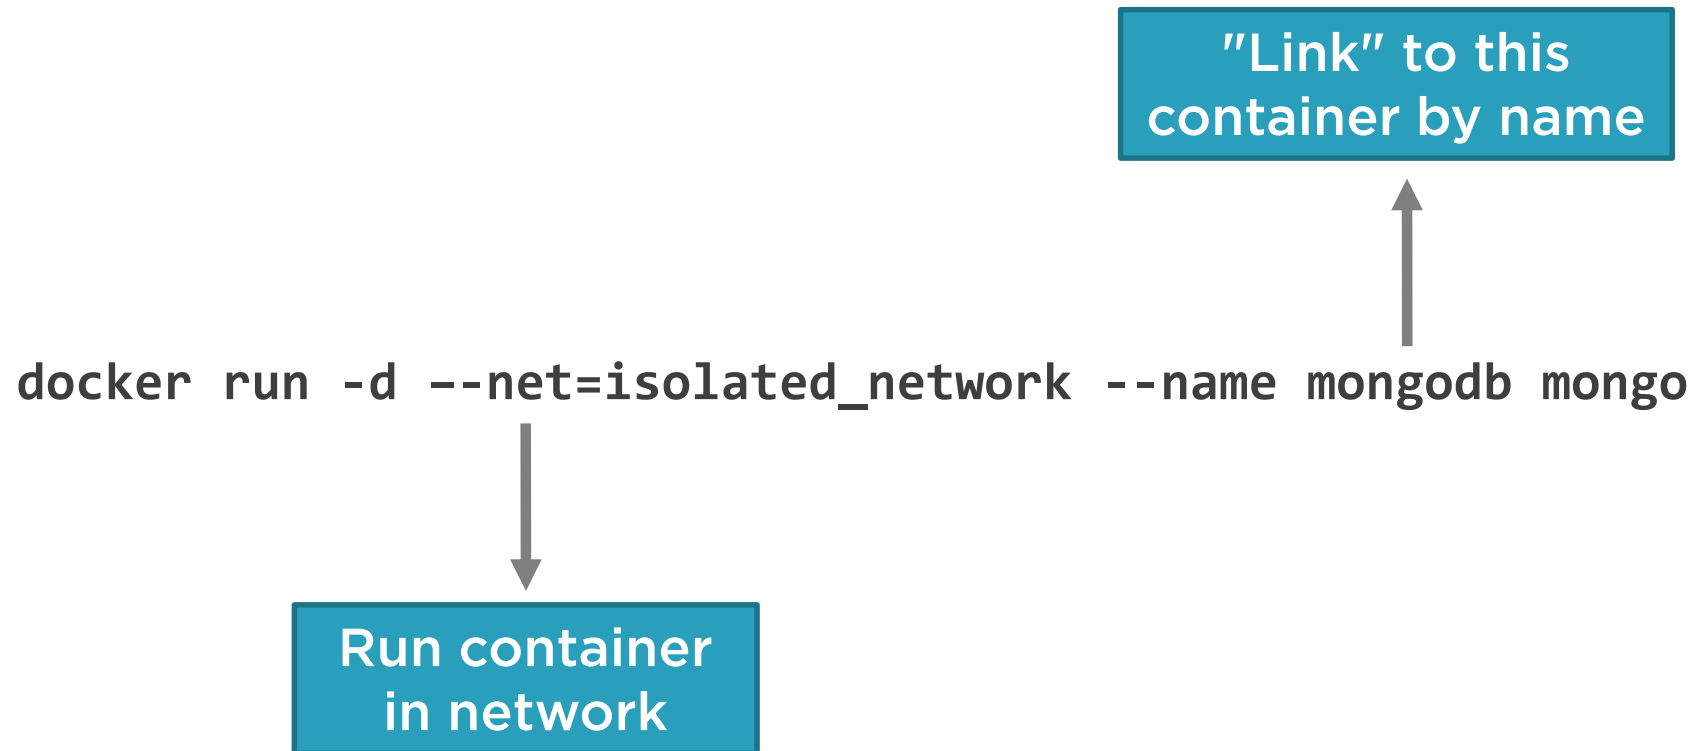 "Link" to this
container by name
docker run -d –-net=isolated_network --name mongodb mongo
Run container
in network